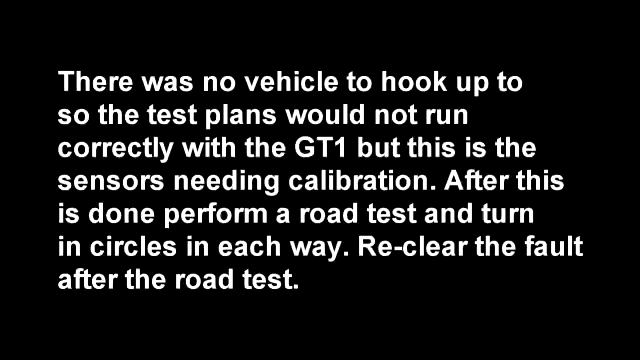 There was no vehicle to hook up to
so the test plans would not run
correctly with the GT1 but this is the
sensors needing calibration. After this
is done perform a road test and turn
in circles in each way. Re-clear the fault
after the road test.